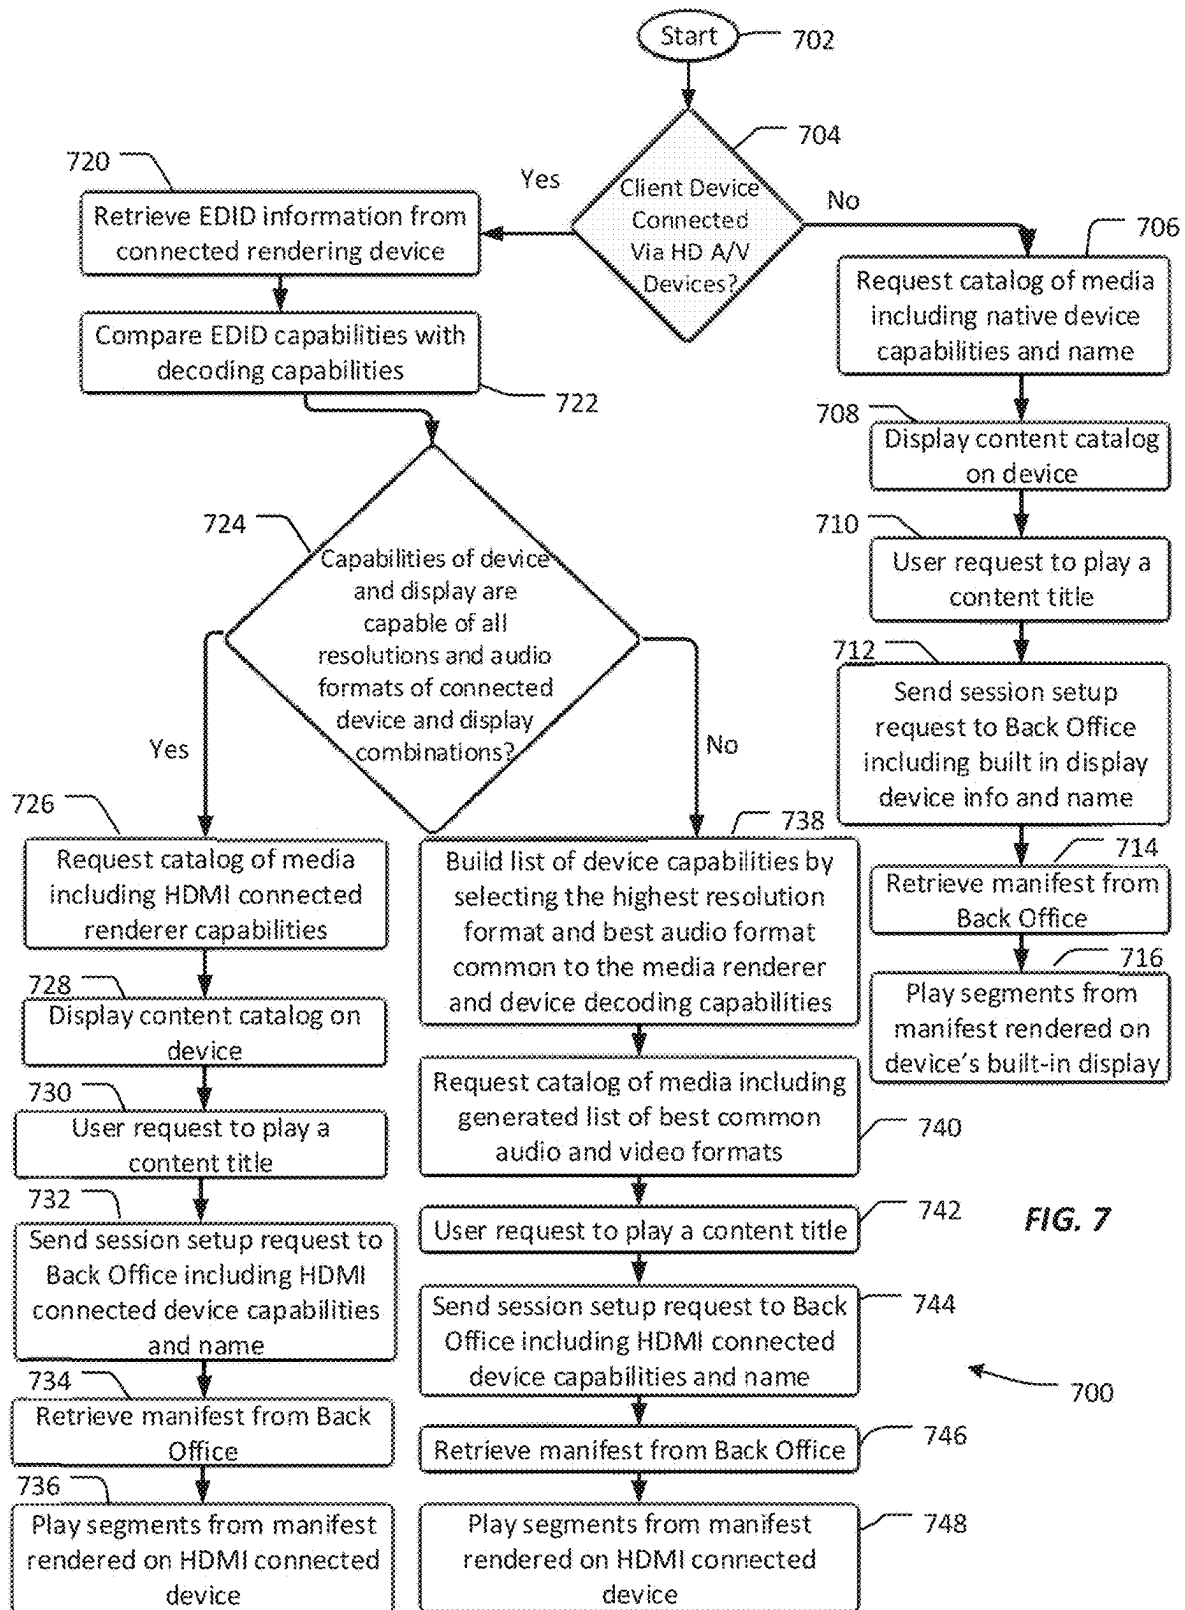 Start
702
704
Client Device
Connected
Via HD A/V
Devices?
Yes
No
720
Retrieve EDID information from
connected rendering device
Compare EDID capabilities with
decoding capabilities
722
724
Capabilities of device
and display are
capable of all
resolutions and audio
formats of connected
device and display
combinations?
Yes
No
726
Request catalog of media
including HDMI connected
renderer capabilities
728
Display content catalog on
device
730
User request to play a
content title
732
Send session setup request to
Back Office including HDMI
connected device capabilities
and name
734
Retrieve manifest from Back
Office
736
Play segments from manifest
rendered on HDMI connected
device
738
Build list of device capabilities by
selecting the highest resolution
format and best audio format
common to the media renderer
and device decoding capabilities
Request catalog of media including
generated list of best common
audio and video formats
740
User request to play a content title
742
Send session setup request to Back
Office including HDMI connected
device capabilities and name
744
Retrieve manifest from Back Office
746
Play segments from manifest
rendered on HDMI connected
device
748
706
Request catalog of media
including native device
capabilities and name
708
Display content catalog
on device
710
User request to play a
content title
712
Send session setup
request to Back Office
including built in display
device info and name
714
Retrieve manifest from
Back Office
716
Play segments from
manifest rendered on
device's built-in display
FIG. 7
700